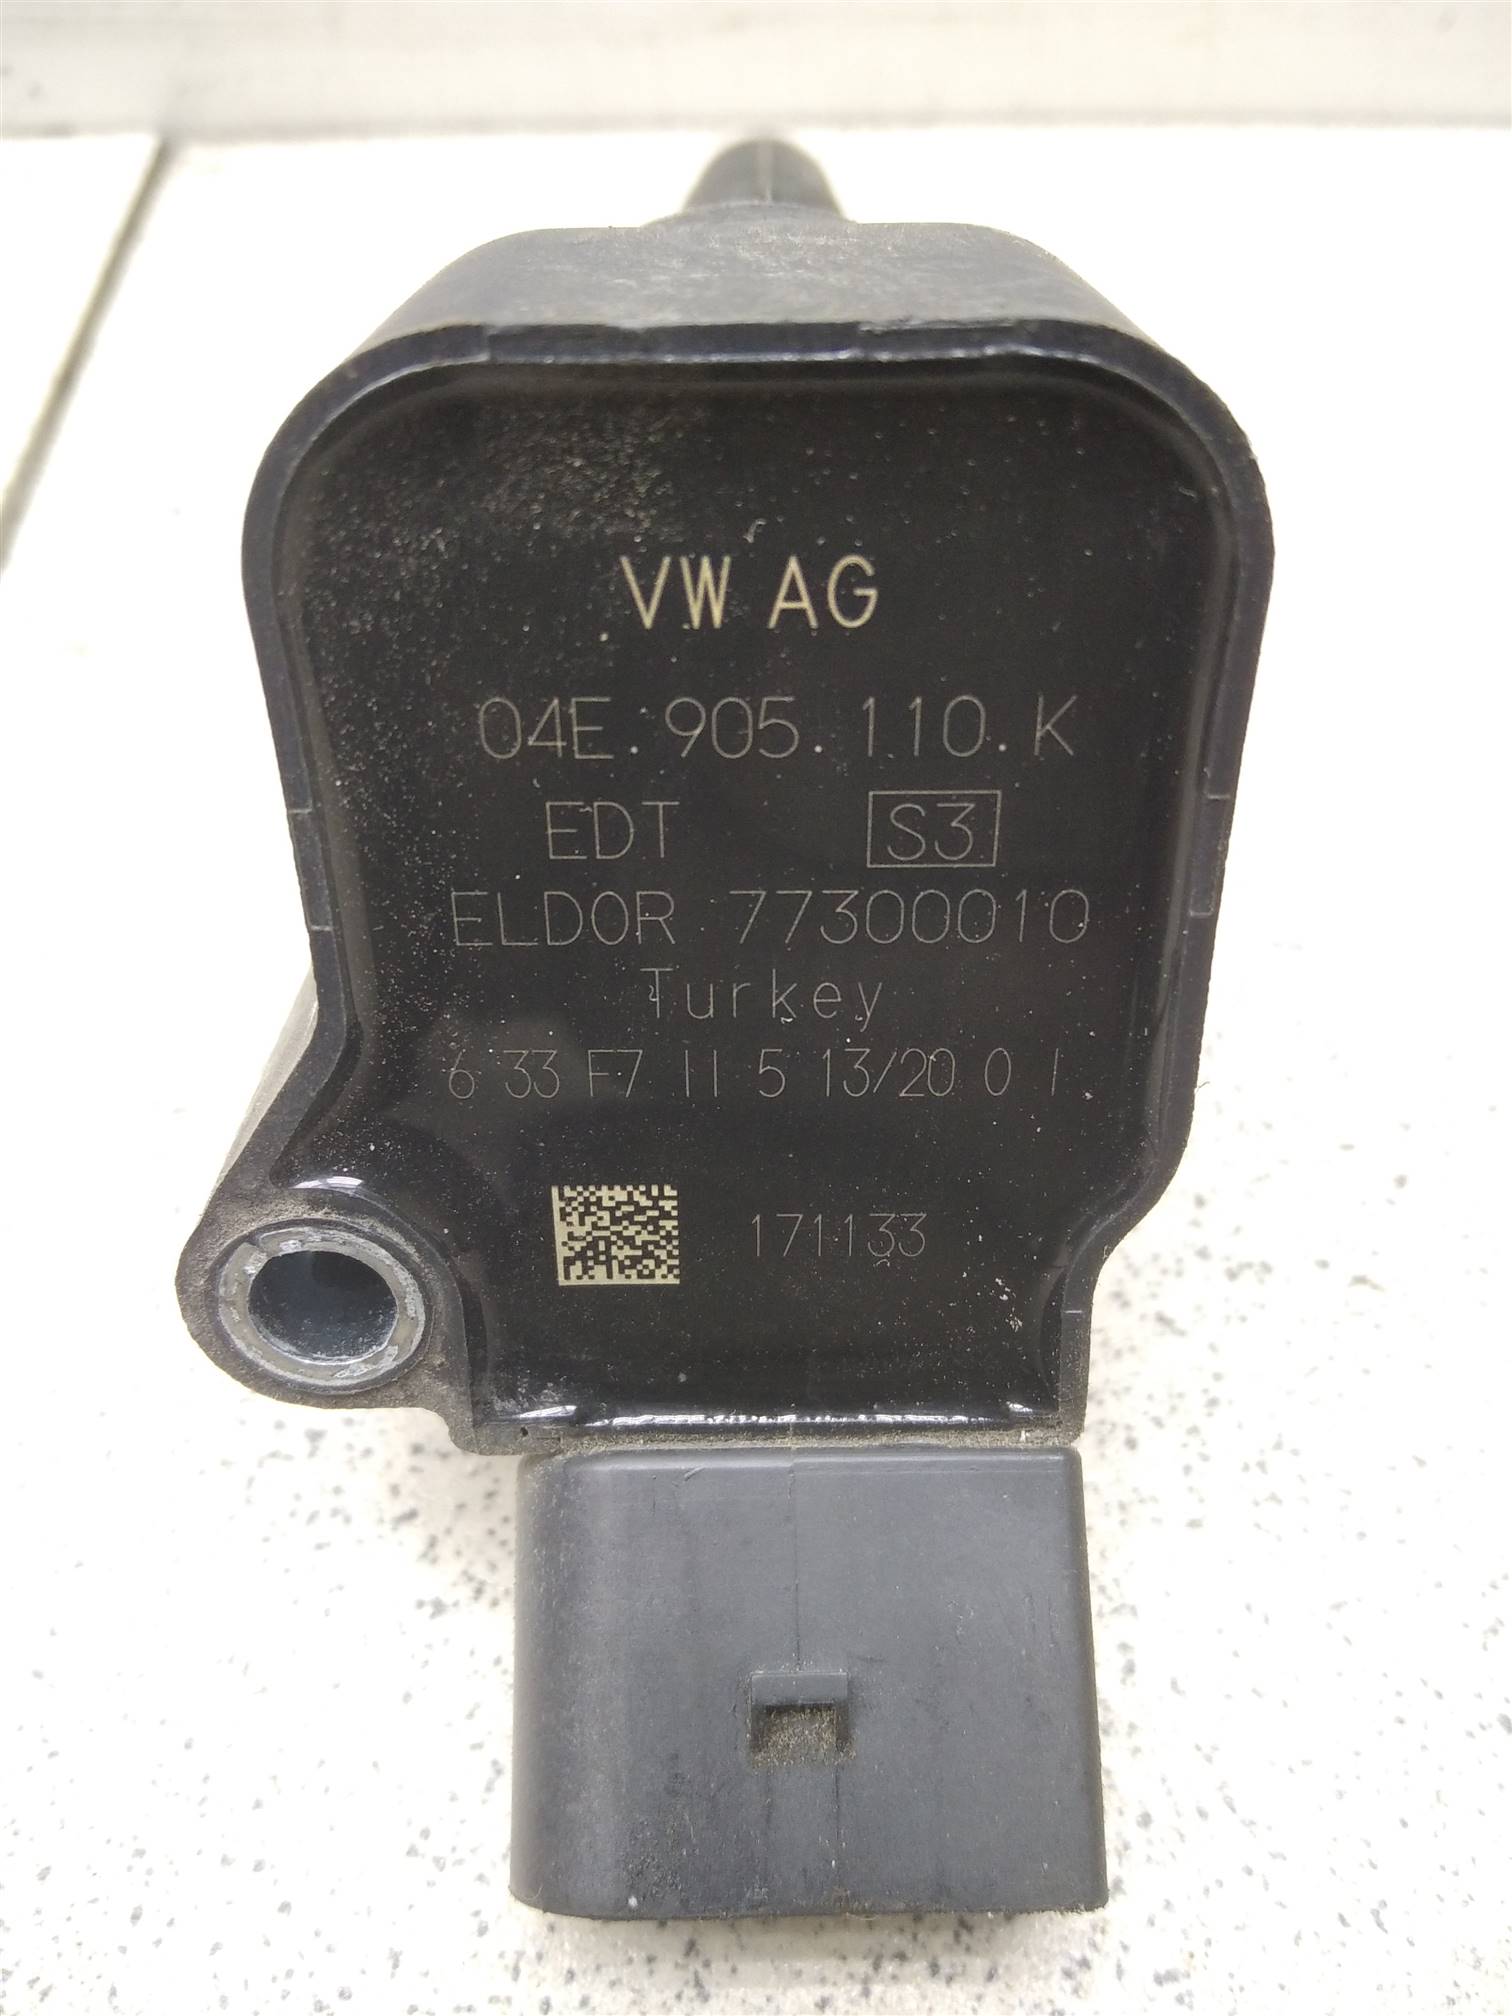 VW AG
04E.905.110.K
EDT S3
ELDOR 77300010
Turkey
6 33 F7 11 5 13/20 0 1
171133